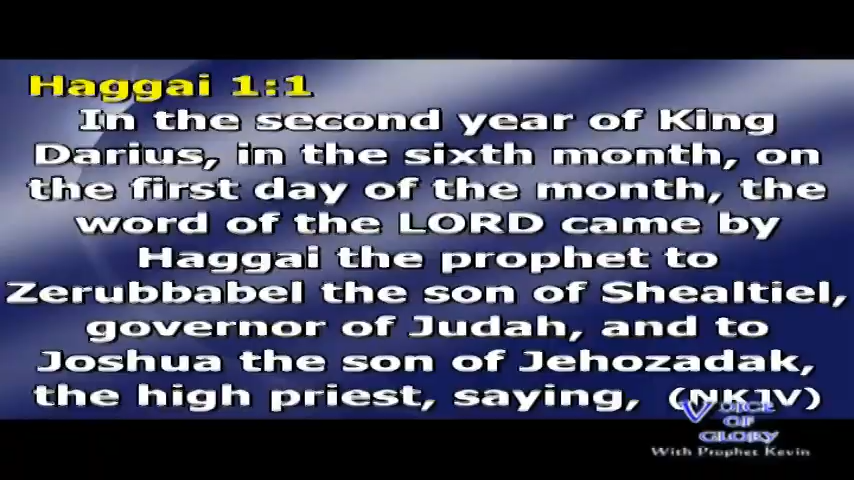 Haggai 1:1
In the second year of King
Darius, in the sixth month, on
the first day of the month, the
word of the LORD came by
Haggai the prophet to
Zerubbabel the son of Shealtiel,
governor of Judah, and to
Joshua the son of Jehozadak,
the high priest, saying, (NKJV)
VOICE
OF
GLORY
With Prophet Kevin